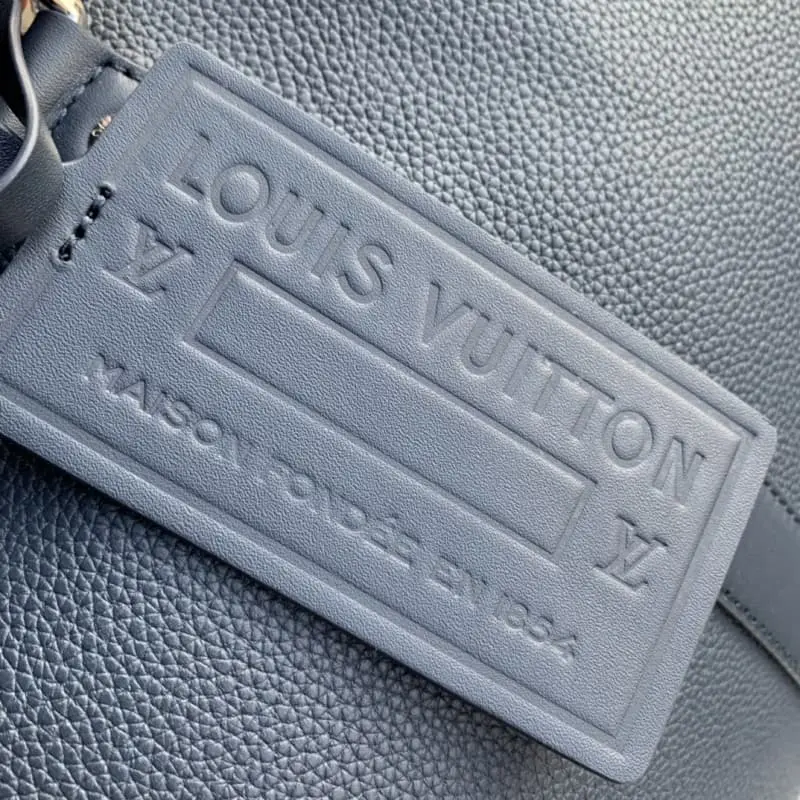 LOUIS VUITTON
LV
LV
MAISON FONDÉE EN 1854